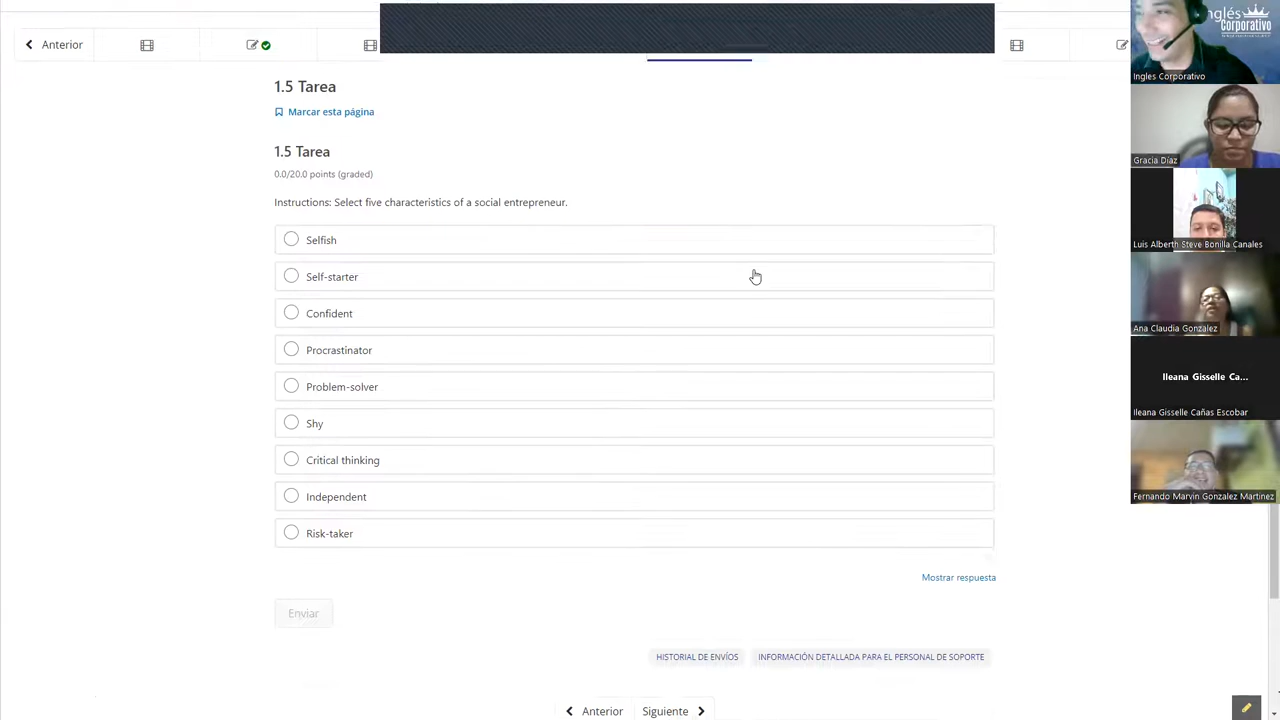 Anterior
1.5 Tarea
Marcar esta página
1.5 Tarea
0.0/20.0 points (graded)
Instructions: Select five characteristics of a social entrepreneur.
Selfish
Self-starter
Confident
Procrastinator
Problem-solver
Shy
Critical thinking
Independent
Risk-taker
Mostrar respuesta
Enviar
HISTORIAL DE ENVÍOS
INFORMACIÓN DETALLADA PARA EL PERSONAL DE SOPORTE
Anterior
Siguiente
Inglés
Corporativo
Ingles Corporativo
Gracia Díaz
Luis Alberth Steve Bonilla Canales
Ana Claudia Gonzalez
Ileana Gisselle Ca...
Ileana Gisselle Cañas Escobar
Fernando Marvin Gonzalez Martinez